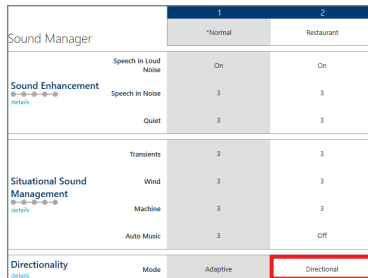 1 2
Sound Manager *Normal Restaurant
Speech in Loud Noise On On
Sound Enhancement
details
Speech in Noise 3 3
Quiet 3 3
Transients 3 3
Situational Sound Management
details
Wind 3 3
Machine 3 3
Auto Music 3 Off
Directionality
details
Mode Adaptive Directional